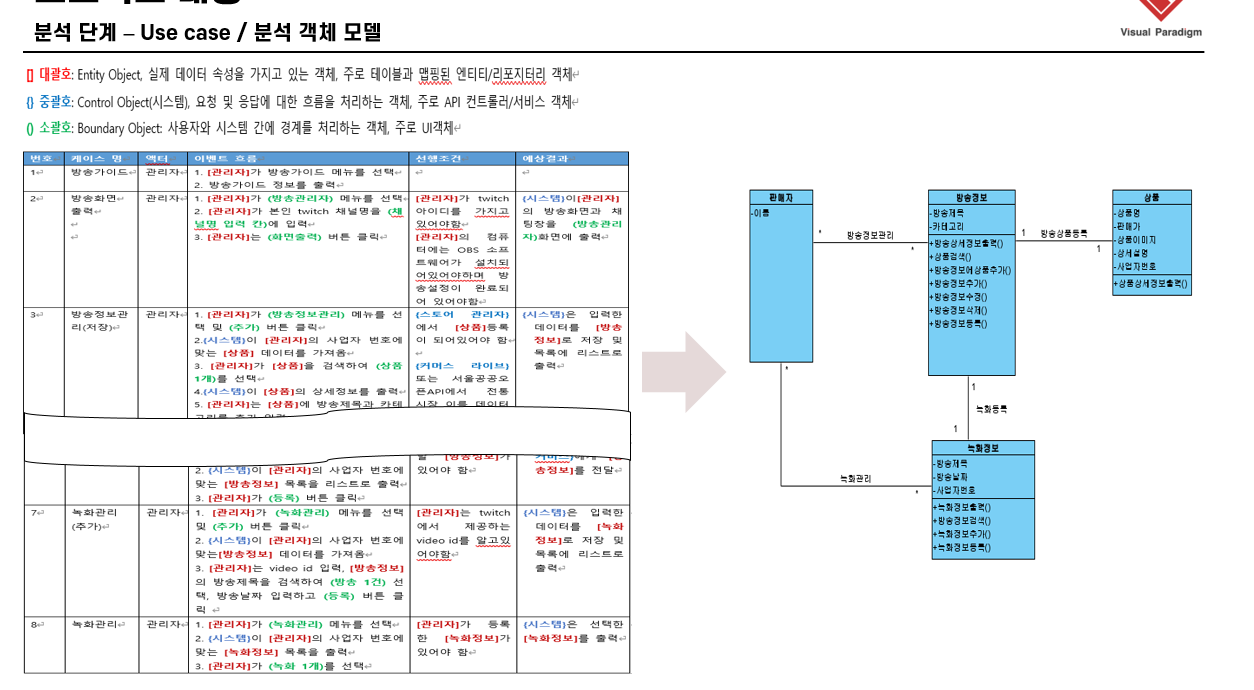 분석 단계 – Use case / 분석 객체 모델
Visual Paradigm
[] 대괄호: Entity Object, 실제 데이터 속성을 가지고 있는 객체, 주로 테이블과 맵핑된 엔티티/리포지터리 객체
{} 중괄호: Control Object(시스템), 요청 및 응답에 대한 흐름을 처리하는 객체, 주로 API 컨트롤러/서비스 객체
() 소괄호: Boundary Object: 사용자와 시스템 간에 경계를 처리하는 객체, 주로 UI객체
번호 케이스 명 액터 이벤트 흐름 선행조건 예상결과
1 방송가이드 관리자
1. [관리자]가 방송가이드 메뉴를 선택
2. 방송가이드 정보를 출력
2 방송화면
출력
관리자
1. [관리자]가 (방송관리자) 메뉴를 선택
2. [관리자]가 본인 twitch 채널명을 (채
널명 입력 칸)에 입력
3. [관리자]는 (화면출력) 버튼 클릭
[관리자]가 twitch
아이디를 가지고
있어야함
[관리자]의 컴퓨
터에는 OBS 소프
트웨어가 설치되
어있어야하며 방
송설정이 완료되
어 있어야함
{시스템}이[관리자]
의 방송화면과 채
팅창을 (방송관리
자)화면에 출력
3 방송정보관
리(저장)
관리자
1. [관리자]가 (방송정보관리) 메뉴를 선
택 및 (추가) 버튼 클릭
2.{시스템}이 [관리자]의 사업자 번호에
맞는 [상품] 데이터를 가져옴
3. [관리자]가 [상품]을 검색하여 (상품
1개)를 선택
4.{시스템}이 [상품]의 상세정보를 출력
5. [관리자]는 [상품]에 방송제목과 카테
{스토어 관리자}
에서 [상품]등록
이 되어있어야 함
{커머스 라이브}
또는 서울공공오
픈API에서 전통
시장 이름 데이터
{시스템}은 입력한
데이터를 [방송
정보]로 저장 및
목록에 리스트로
출력
2. {시스템}이 [관리자]의 사업자 번호에
맞는 [방송정보] 목록을 리스트로 출력
3. [관리자]가 (등록) 버튼 클릭
있어야 함
송정보]를 전달
7 녹화관리
(추가)
관리자
1. [관리자]가 (녹화관리) 메뉴를 선택
및 (추가) 버튼 클릭
2. {시스템}이 [관리자]의 사업자 번호에
맞는[방송정보] 데이터를 가져옴
3. [관리자]는 video id 입력, [방송정보]
의 방송제목을 검색하여 (방송 1건) 선
택, 방송날짜 입력하고 (등록) 버튼 클
릭
[관리자]는 twitch
에서 제공하는
video id를 알고있
어야함
{시스템}은 입력한
데이터를 [녹화
정보]로 저장 및
목록에 리스트로
출력
8 녹화관리 관리자
1. [관리자]가 (녹화관리) 메뉴를 선택
2. {시스템}이 [관리자]의 사업자 번호에
맞는 [녹화정보] 목록을 출력
3. [관리자]가 (녹화 1개)를 선택
[관리자]가 등록
한 [녹화정보]가
있어야 함
{시스템}은 선택한
[녹화정보]를 출력
판매자
-이름
*
방송정보관리
*
방송정보
-방송제목
-카테고리
+방송상세정보출력()
+상품검색()
+방송정보에상품추가()
+방송정보추가()
+방송정보수정()
+방송정보삭제()
+방송정보등록()
1
방송상품등록
1
상품
-상품명
-판매가
-상품이미지
-상세설명
-사업자번호
+상품상세정보출력()
*
녹화관리
*
1
녹화등록
1
녹화정보
-방송제목
-방송날짜
-사업자번호
+녹화정보출력()
+방송정보검색()
+녹화정보추가()
+녹화정보등록()